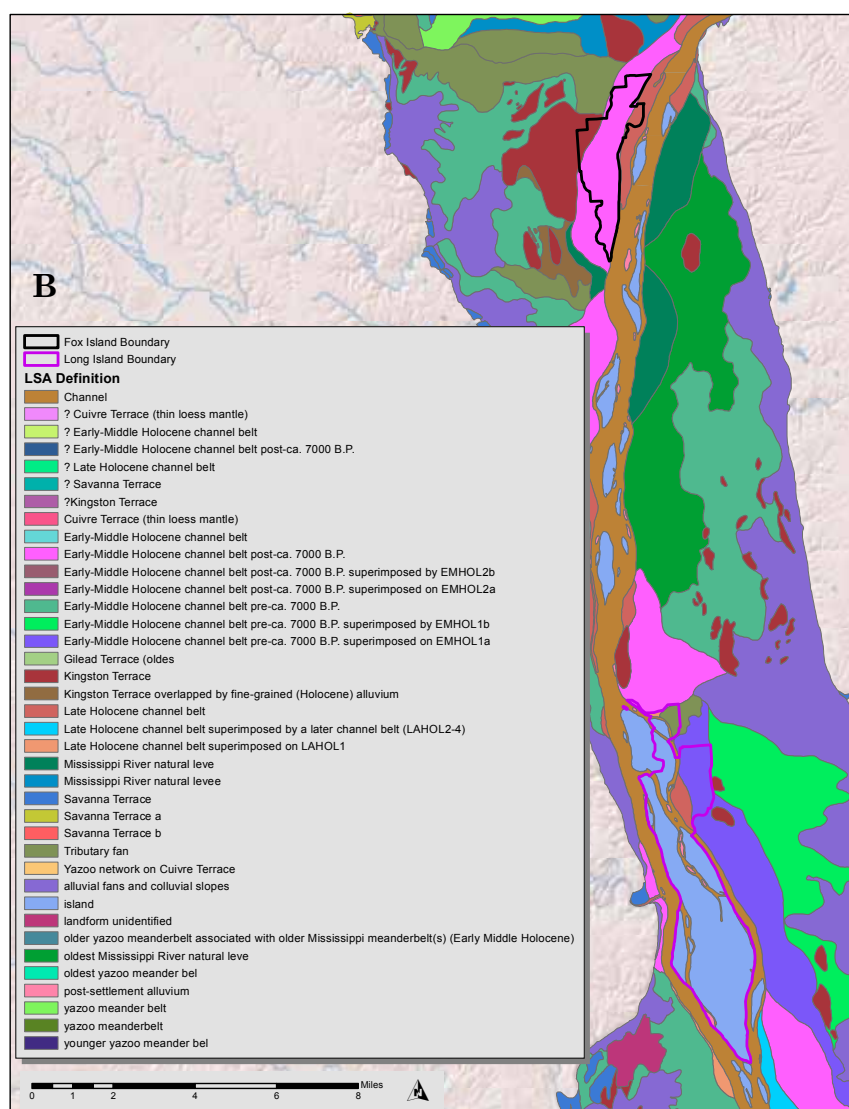 B
Fox Island Boundary
Long Island Boundary
LSA Definition
Channel
? Cuivre Terrace (thin loess mantle)
? Early-Middle Holocene channel belt
? Early-Middle Holocene channel belt post-ca. 7000 B.P.
? Late Holocene channel belt
? Savanna Terrace
?Kingston Terrace
Cuivre Terrace (thin loess mantle)
Early-Middle Holocene channel belt
Early-Middle Holocene channel belt post-ca. 7000 B.P.
Early-Middle Holocene channel belt post-ca. 7000 B.P. superimposed by EMHOL2b
Early-Middle Holocene channel belt post-ca. 7000 B.P. superimposed on EMHOL2a
Early-Middle Holocene channel belt pre-ca. 7000 B.P.
Early-Middle Holocene channel belt pre-ca. 7000 B.P. superimposed by EMHOL1b
Early-Middle Holocene channel belt pre-ca. 7000 B.P. superimposed on EMHOL1a
Gilead Terrace (oldes
Kingston Terrace
Kingston Terrace overlapped by fine-grained (Holocene) alluvium
Late Holocene channel belt
Late Holocene channel belt superimposed by a later channel belt (LAHOL2-4)
Late Holocene channel belt superimposed on LAHOL1
Mississippi River natural leve
Mississippi River natural levee
Savanna Terrace
Savanna Terrace a
Savanna Terrace b
Tributary fan
Yazoo network on Cuivre Terrace
alluvial fans and colluvial slopes
island
landform unidentified
older yazoo meanderbelt associated with older Mississippi meanderbelt(s) (Early Middle Holocene)
oldest Mississippi River natural leve
oldest yazoo meander bel
post-settlement alluvium
yazoo meander belt
yazoo meanderbelt
younger yazoo meander bel
Miles
0 1 2 4 6 8
N